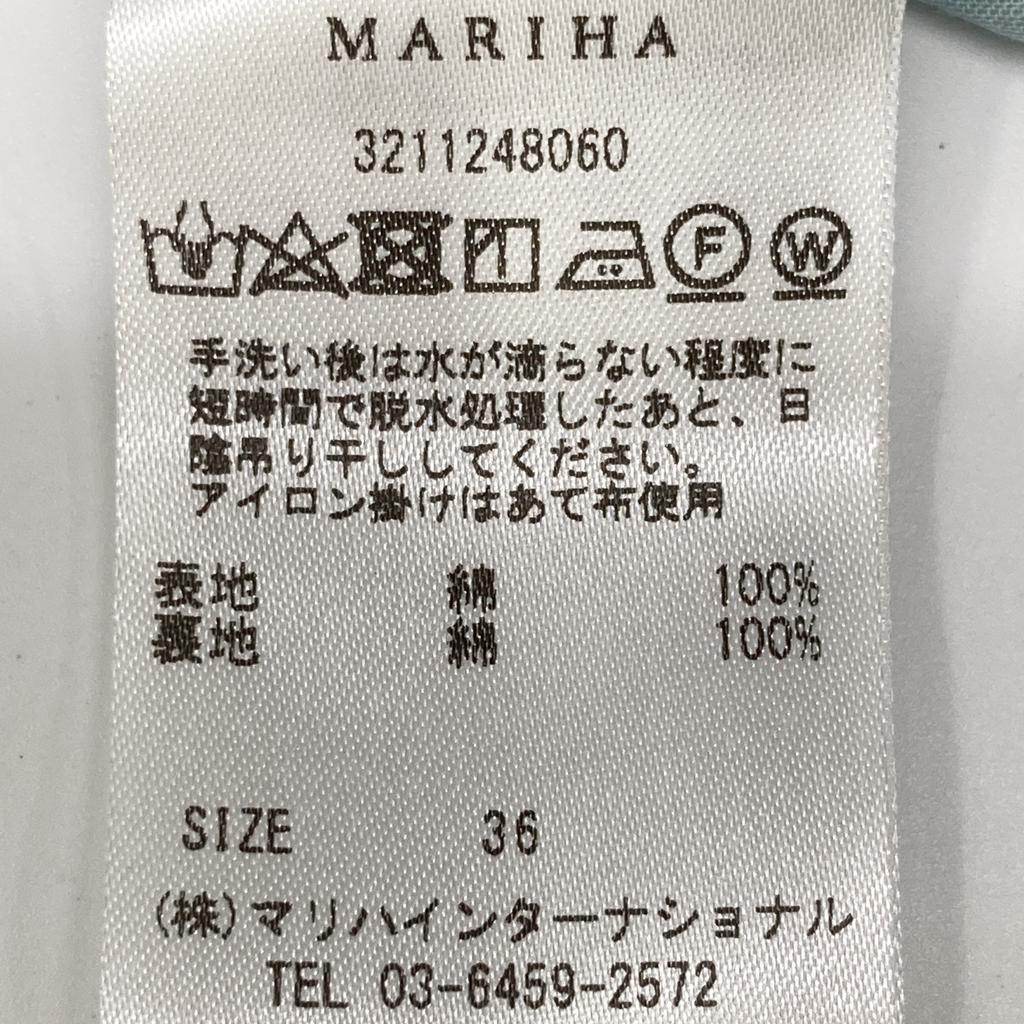 MARIHA
3211248060
F W
手洗い後は水が滴らない程度に
短時間で脱水処理したあと、日
陰吊り干ししてください。
アイロン掛けはあて布使用
表地 綿 100%
裏地 綿 100%
SIZE 36
(株)マリハインターナショナル
TEL 03-6459-2572